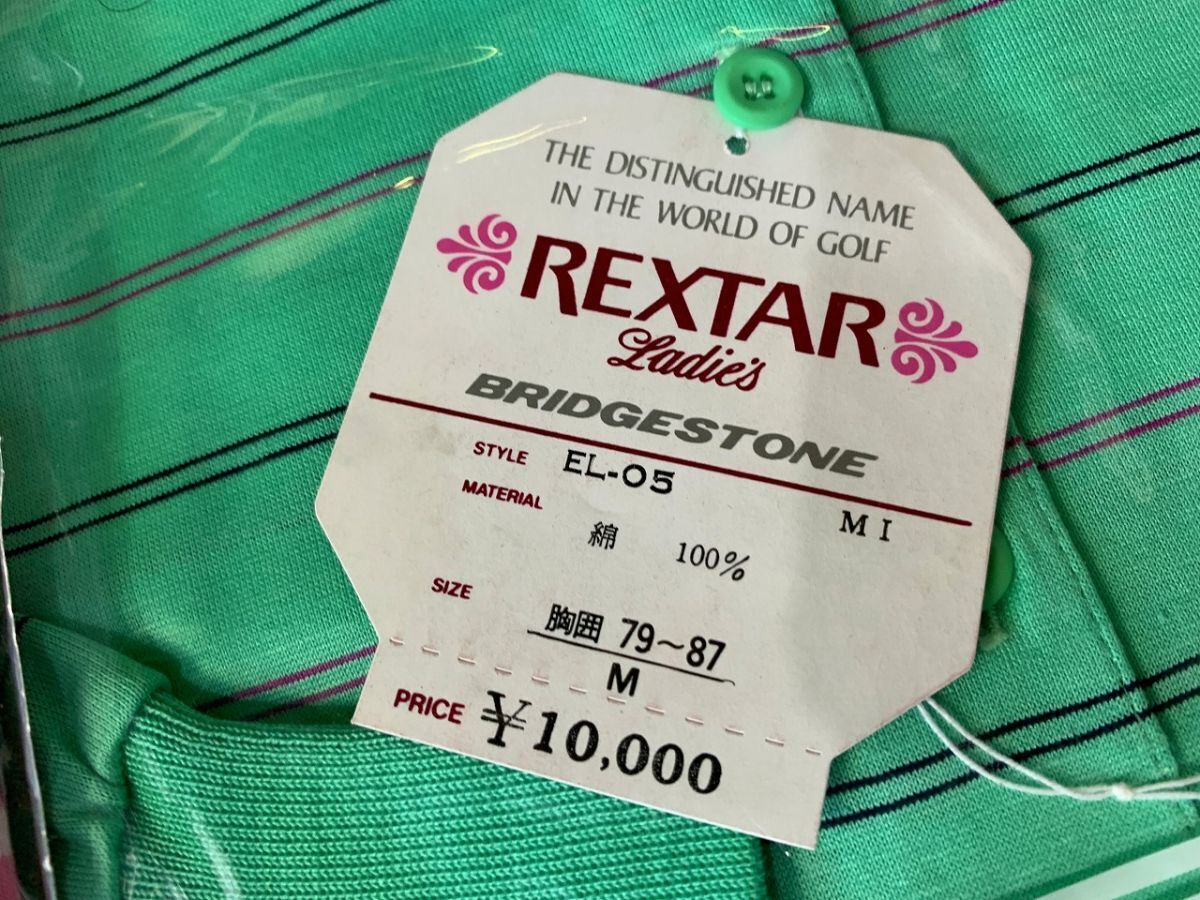 THE DISTINGUISHED NAME
IN THE WORLD OF GOLF
REXTAR
Ladie's
BRIDGESTONE
STYLE EL-05
MI
MATERIAL
綿 100%
SIZE
胸囲 79~87
M
PRICE ¥10,000